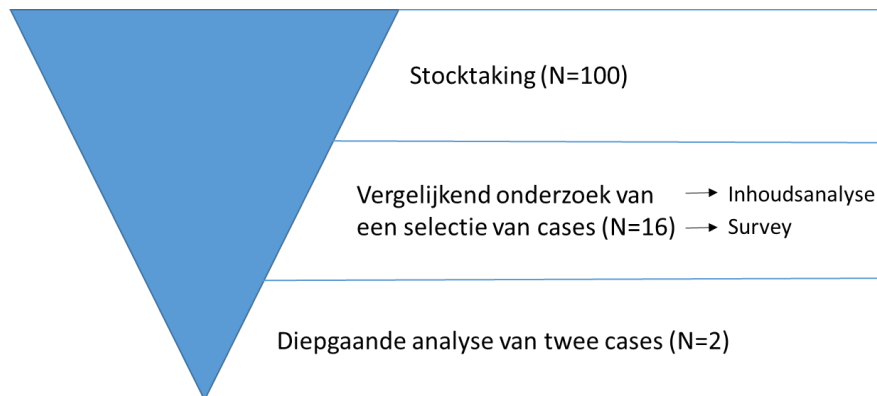 Stocktaking (N=100)
Vergelijkend onderzoek van
een selectie van cases (N=16)
Inhoudsanalyse
Survey
Diepgaande analyse van twee cases (N=2)